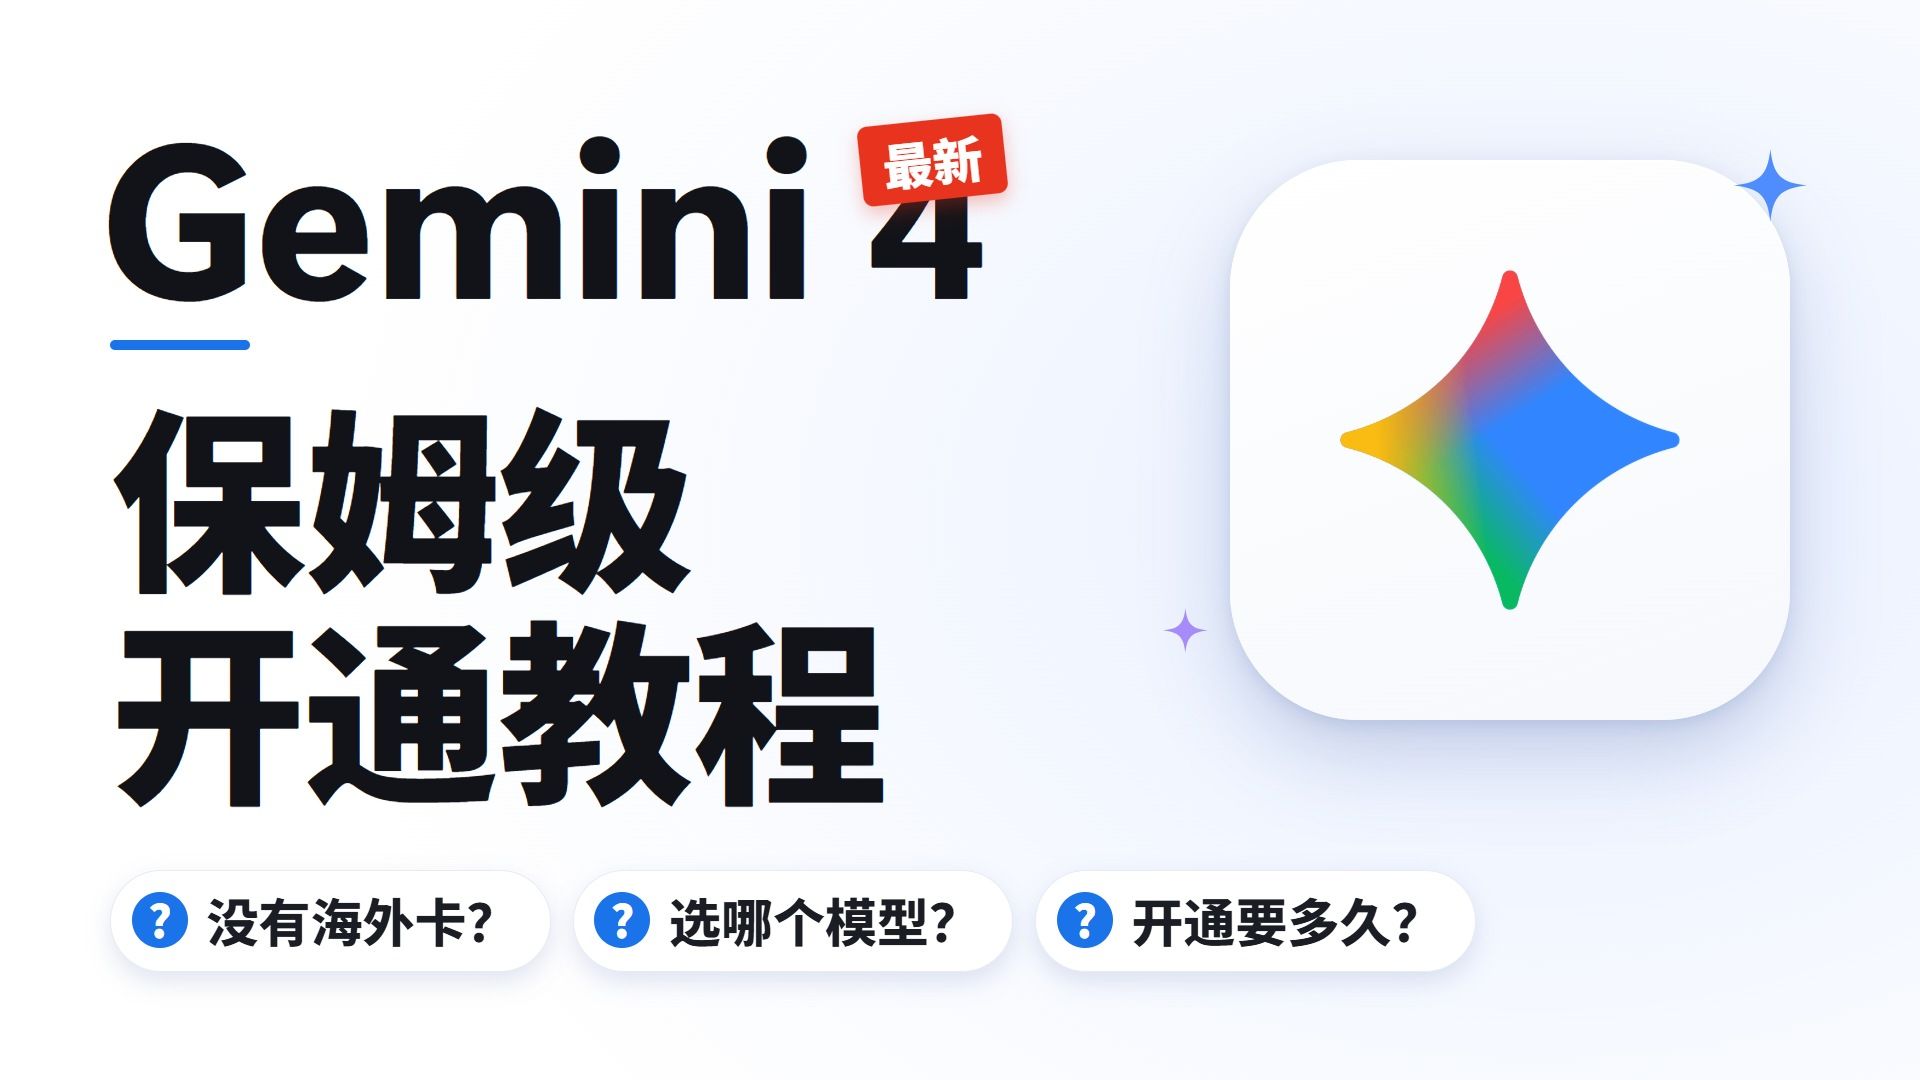 Gemini 4
最新
保姆级
开通教程
? 没有海外卡?
? 选哪个模型?
? 开通要多久?